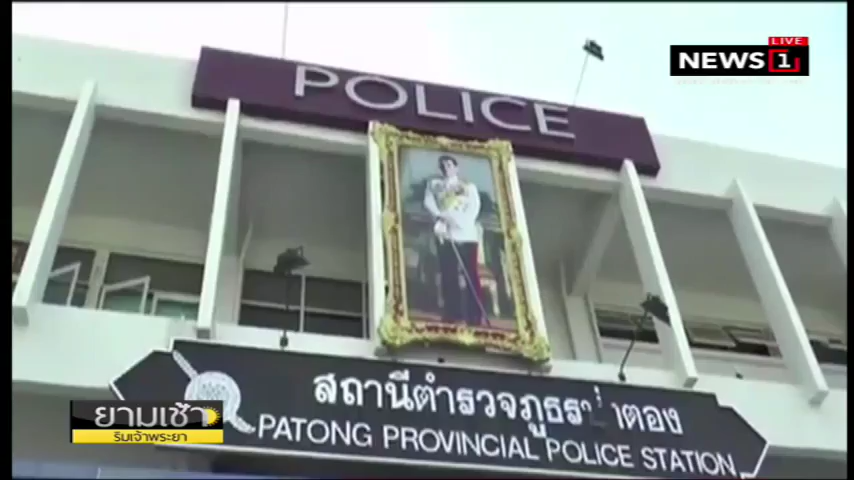 LIVE
NEWS 1
POLICE
สถานีตำรวจภูธรป่าตอง
PATONG PROVINCIAL POLICE STATION
ยามเช้า
ริมเจ้าพระยา